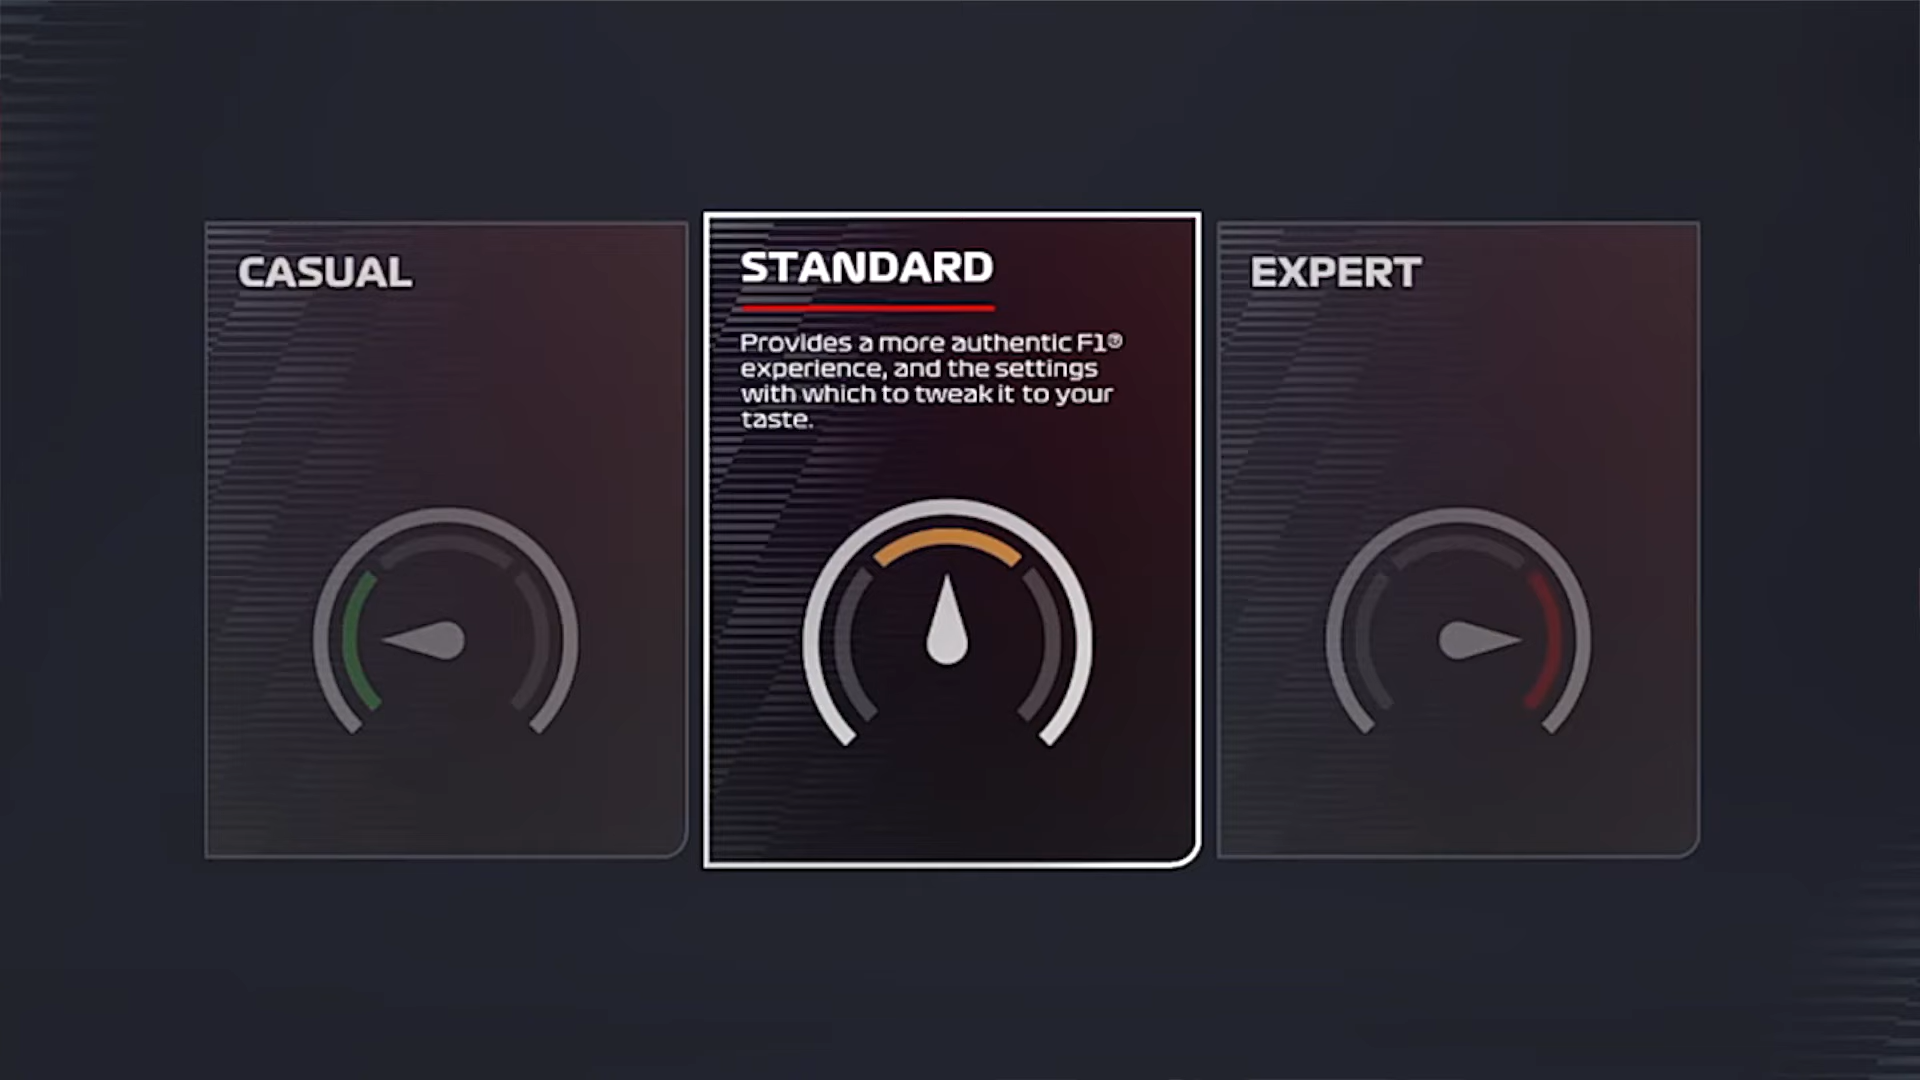 CASUAL
STANDARD
Provides a more authentic F1®
experience, and the settings
with which to tweak it to your
taste.
EXPERT